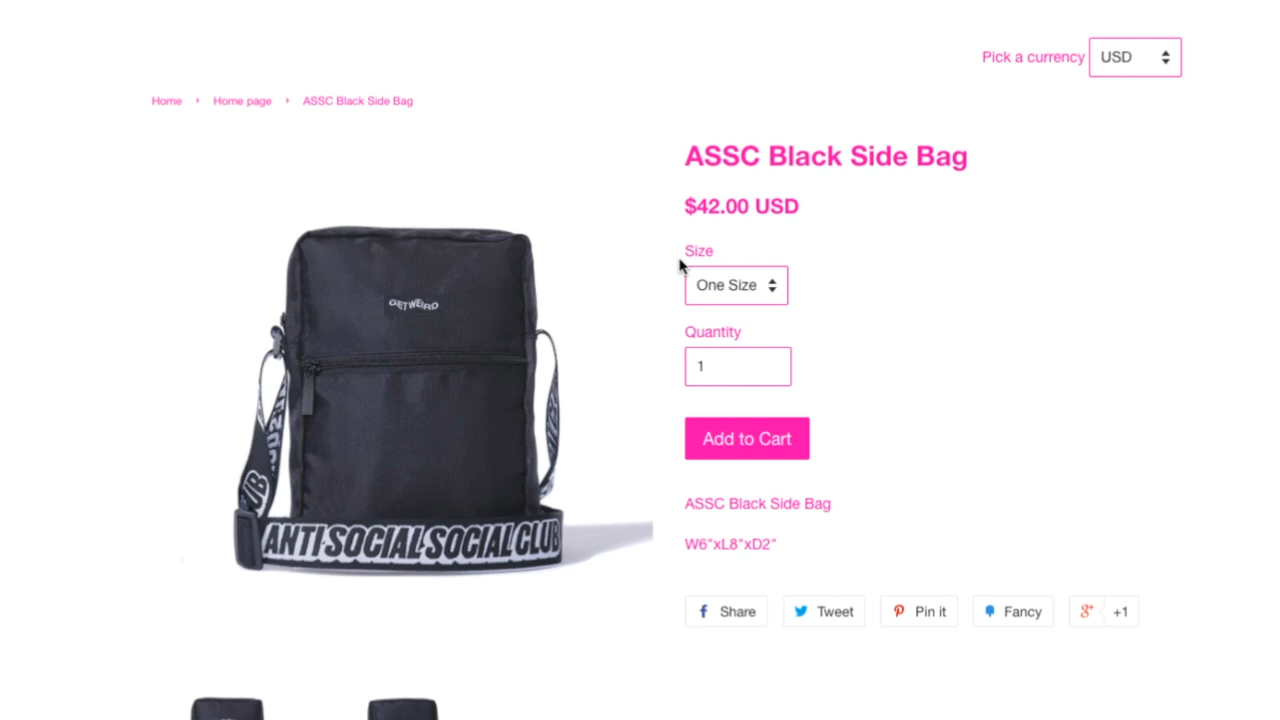 Pick a currency USD
Home › Home page › ASSC Black Side Bag
ASSC Black Side Bag
$42.00 USD
Size
One Size
Quantity
1
Add to Cart
ASSC Black Side Bag
W6"xL8"xD2"
Share Tweet Pin it Fancy +1
GETWEIRD
ANTI SOCIAL SOCIAL CLUB
UB